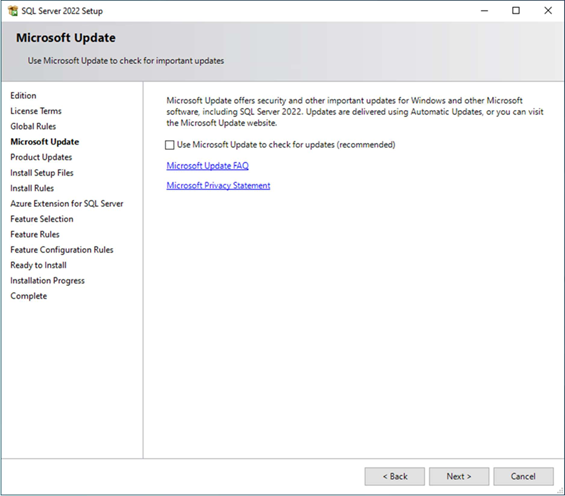 SQL Server 2022 Setup
Microsoft Update
Use Microsoft Update to check for important updates
Edition
License Terms
Global Rules
Microsoft Update
Product Updates
Install Setup Files
Install Rules
Azure Extension for SQL Server
Feature Selection
Feature Rules
Feature Configuration Rules
Ready to Install
Installation Progress
Complete
Microsoft Update offers security and other important updates for Windows and other Microsoft
software, including SQL Server 2022. Updates are delivered using Automatic Updates, or you can visit
the Microsoft Update website.
Use Microsoft Update to check for updates (recommended)
Microsoft Update FAQ
Microsoft Privacy Statement
< Back
Next >
Cancel